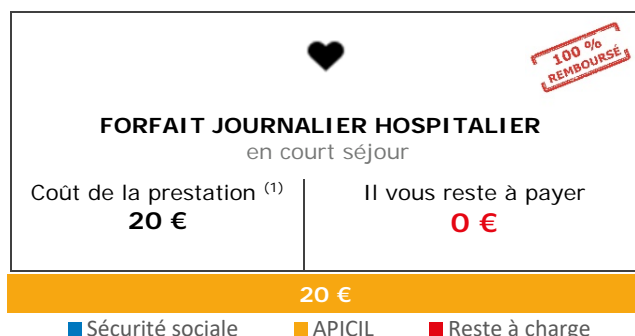 100 %
REMBOURSÉ
FORFAIT JOURNALIER HOSPITALIER
en court séjour
Coût de la prestation (1)
20 €
Il vous reste à payer
0 €
20 €
Sécurité sociale APICIL Reste à charge